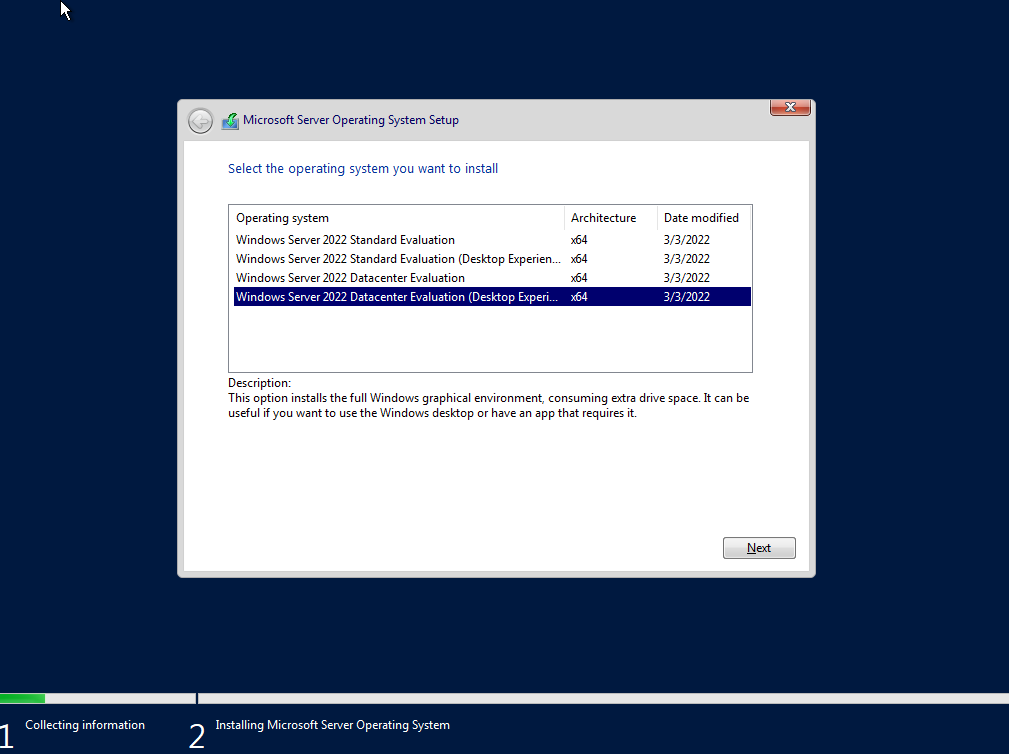 Microsoft Server Operating System Setup
Select the operating system you want to install
Operating system Architecture Date modified
Windows Server 2022 Standard Evaluation x64 3/3/2022
Windows Server 2022 Standard Evaluation (Desktop Experien... x64 3/3/2022
Windows Server 2022 Datacenter Evaluation x64 3/3/2022
Windows Server 2022 Datacenter Evaluation (Desktop Experi... x64 3/3/2022
Description:
This option installs the full Windows graphical environment, consuming extra drive space. It can be
useful if you want to use the Windows desktop or have an app that requires it.
Next
1 Collecting information 2 Installing Microsoft Server Operating System